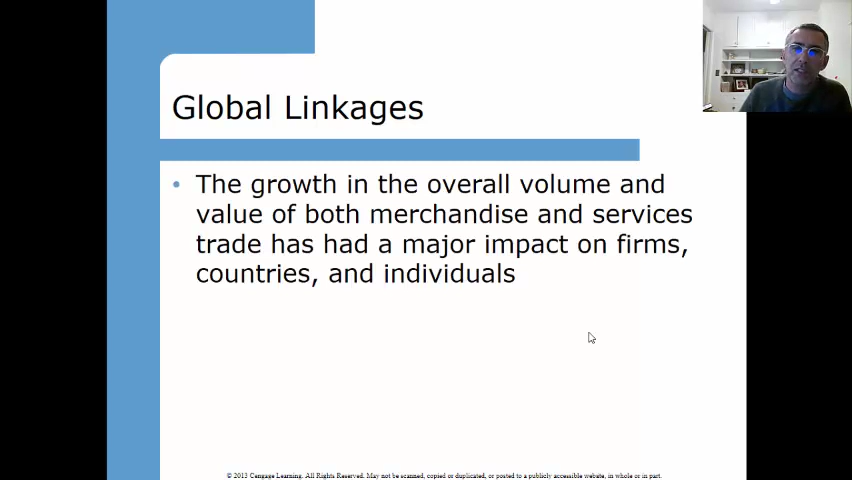 Global Linkages
• The growth in the overall volume and
value of both merchandise and services
trade has had a major impact on firms,
countries, and individuals
© 2013 Cengage Learning. All Rights Reserved. May not be scanned, copied or duplicated, or posted to a publicly accessible website, in whole or in part.